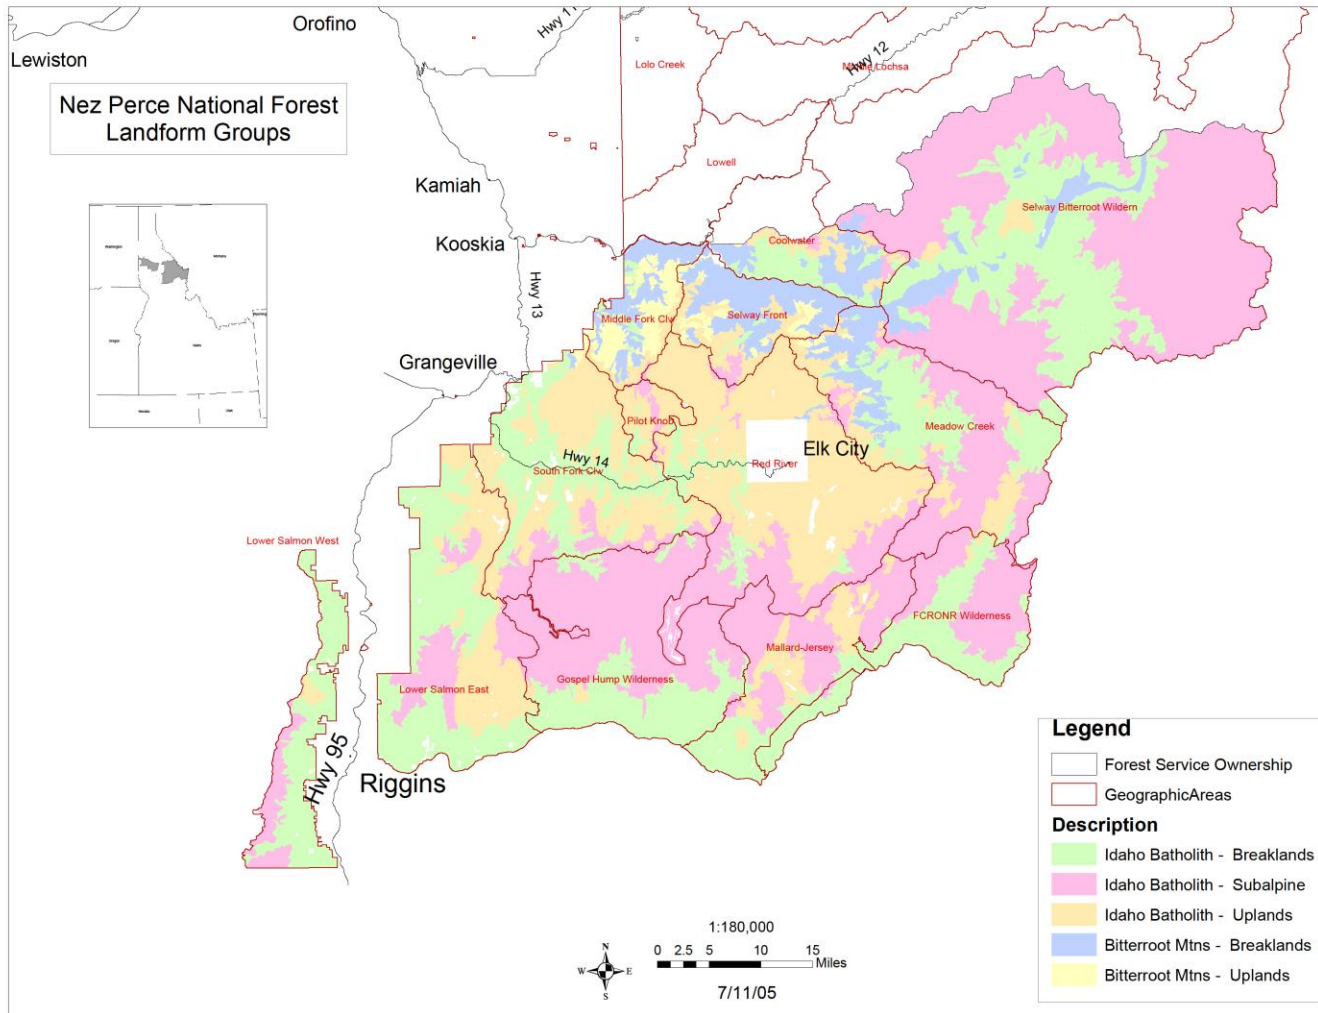 Orofino
Hwy 11
Lewiston
Hwy 12
Lolo Creek
Middle Lochsa
Nez Perce National Forest
Landform Groups
Lowell
Kamiah
Selway Bitterroot Wildern
Kooskia
Coolwater
Hwy 13
Middle Fork Clw
Selway Front
Grangeville
Pilot Knob
Meadow Creek
Elk City
Hwy 14
Red River
South Fork Clw
Lower Salmon West
FCRONR Wilderness
Mallard-Jersey
Gospel Hump Wilderness
Lower Salmon East
Hwy 95
Riggins
Legend
Forest Service Ownership
GeographicAreas
Description
Idaho Batholith - Breaklands
Idaho Batholith - Subalpine
Idaho Batholith - Uplands
Bitterroot Mtns - Breaklands
Bitterroot Mtns - Uplands
1:180,000
0 2.5 5 10 15
Miles
N
W E
S
7/11/05